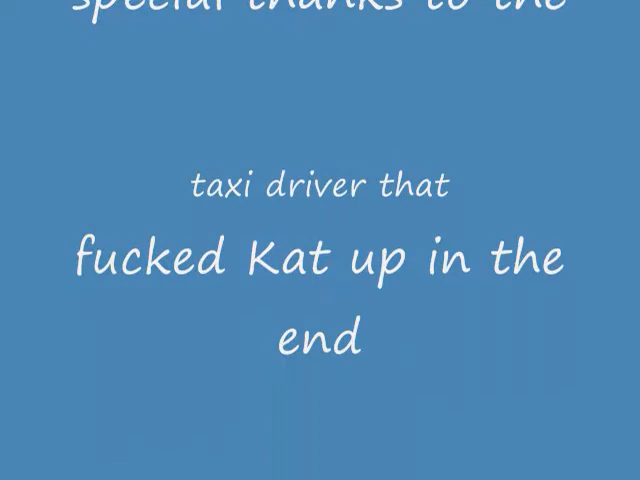 special thanks to the
taxi driver that
fucked Kat up in the
end